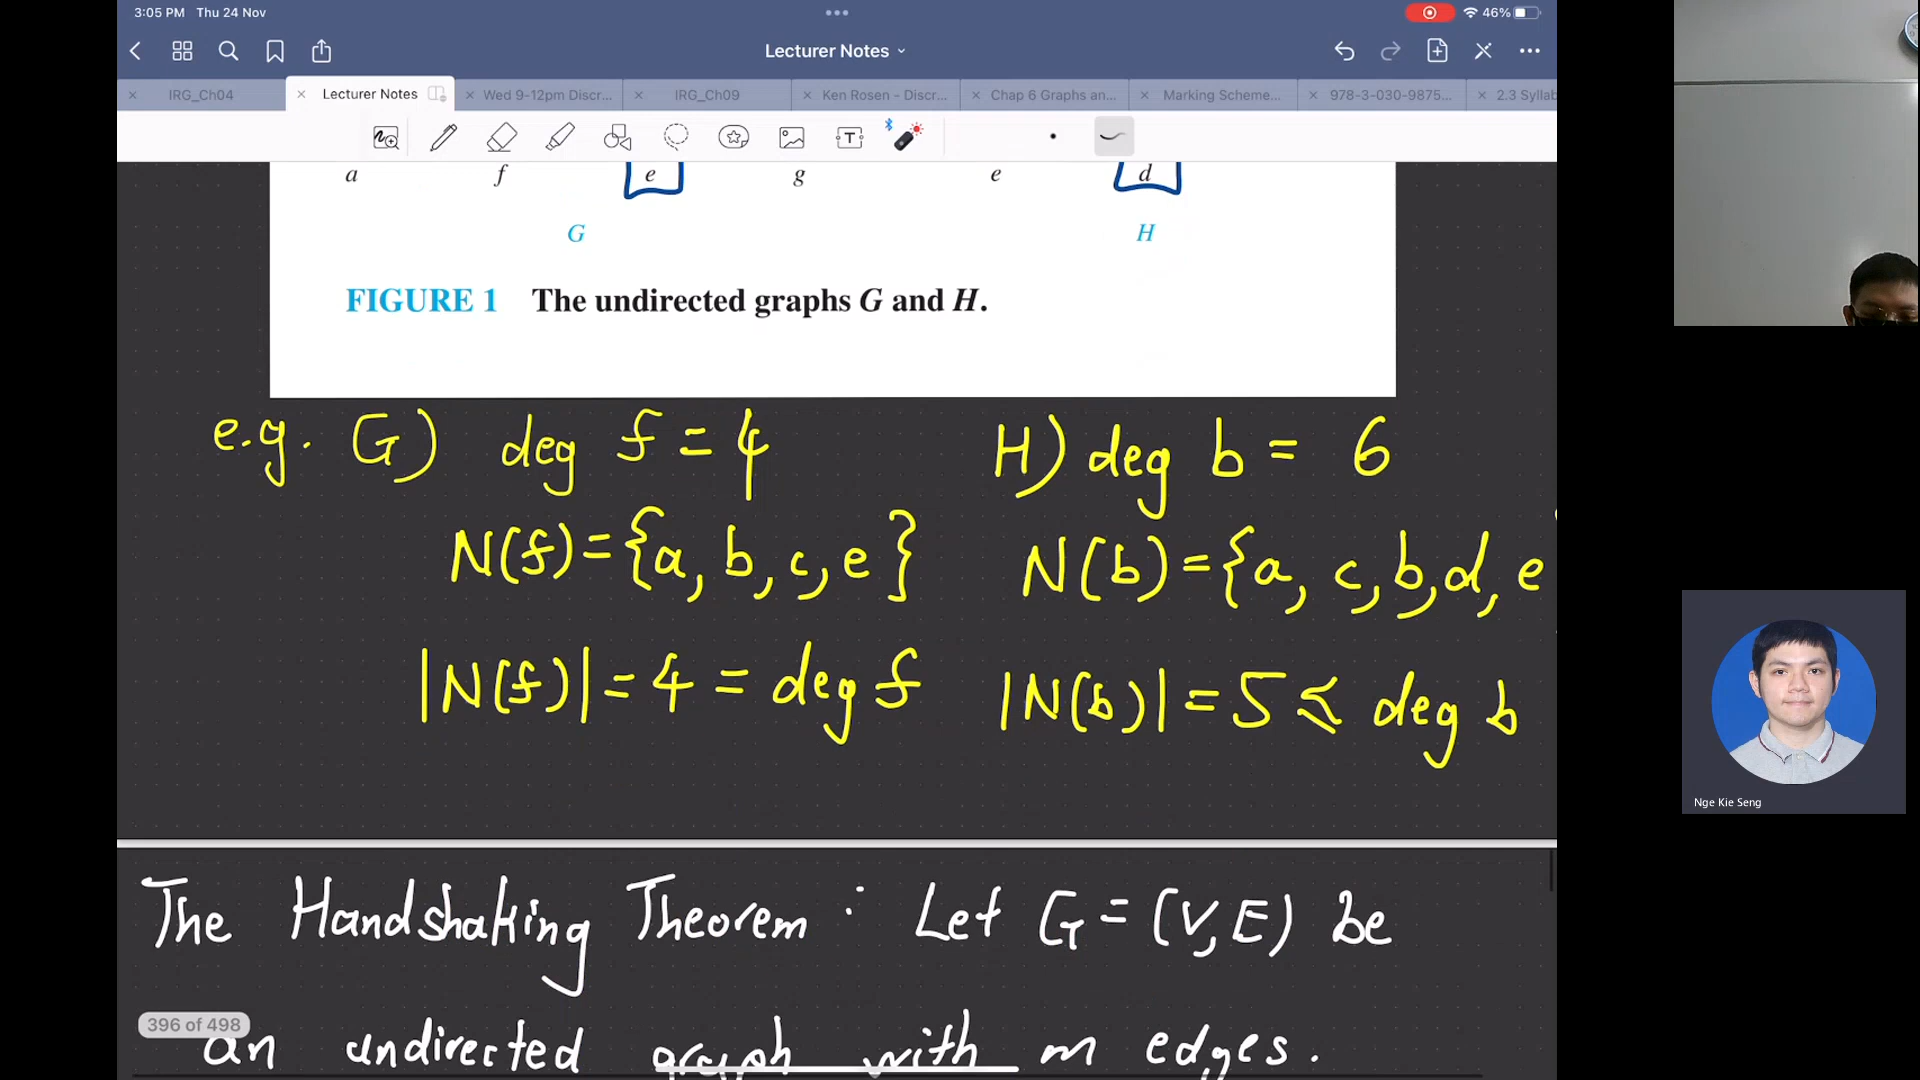 3:05 PM Thu 24 Nov
46%
Lecturer Notes
IRG_Ch04
Lecturer Notes
Wed 9-12pm Discr...
IRG_Ch09
Ken Rosen - Discr...
Chap 6 Graphs an...
Marking Scheme...
978-3-030-9875...
2.3 Syllab
a f e g e d
G H
FIGURE 1 The undirected graphs G and H.
e.g. G) deg f = 4 H) deg b = 6
N(f) = {a, b, c, e} N(b) = {a, c, b, d, e
|N(f)| = 4 = deg f |N(b)| = 5 ≤ deg b
The Handshaking Theorem : Let G = (V, E) be
396 of 498
an undirected graph with m edges.
Nge Kie Seng